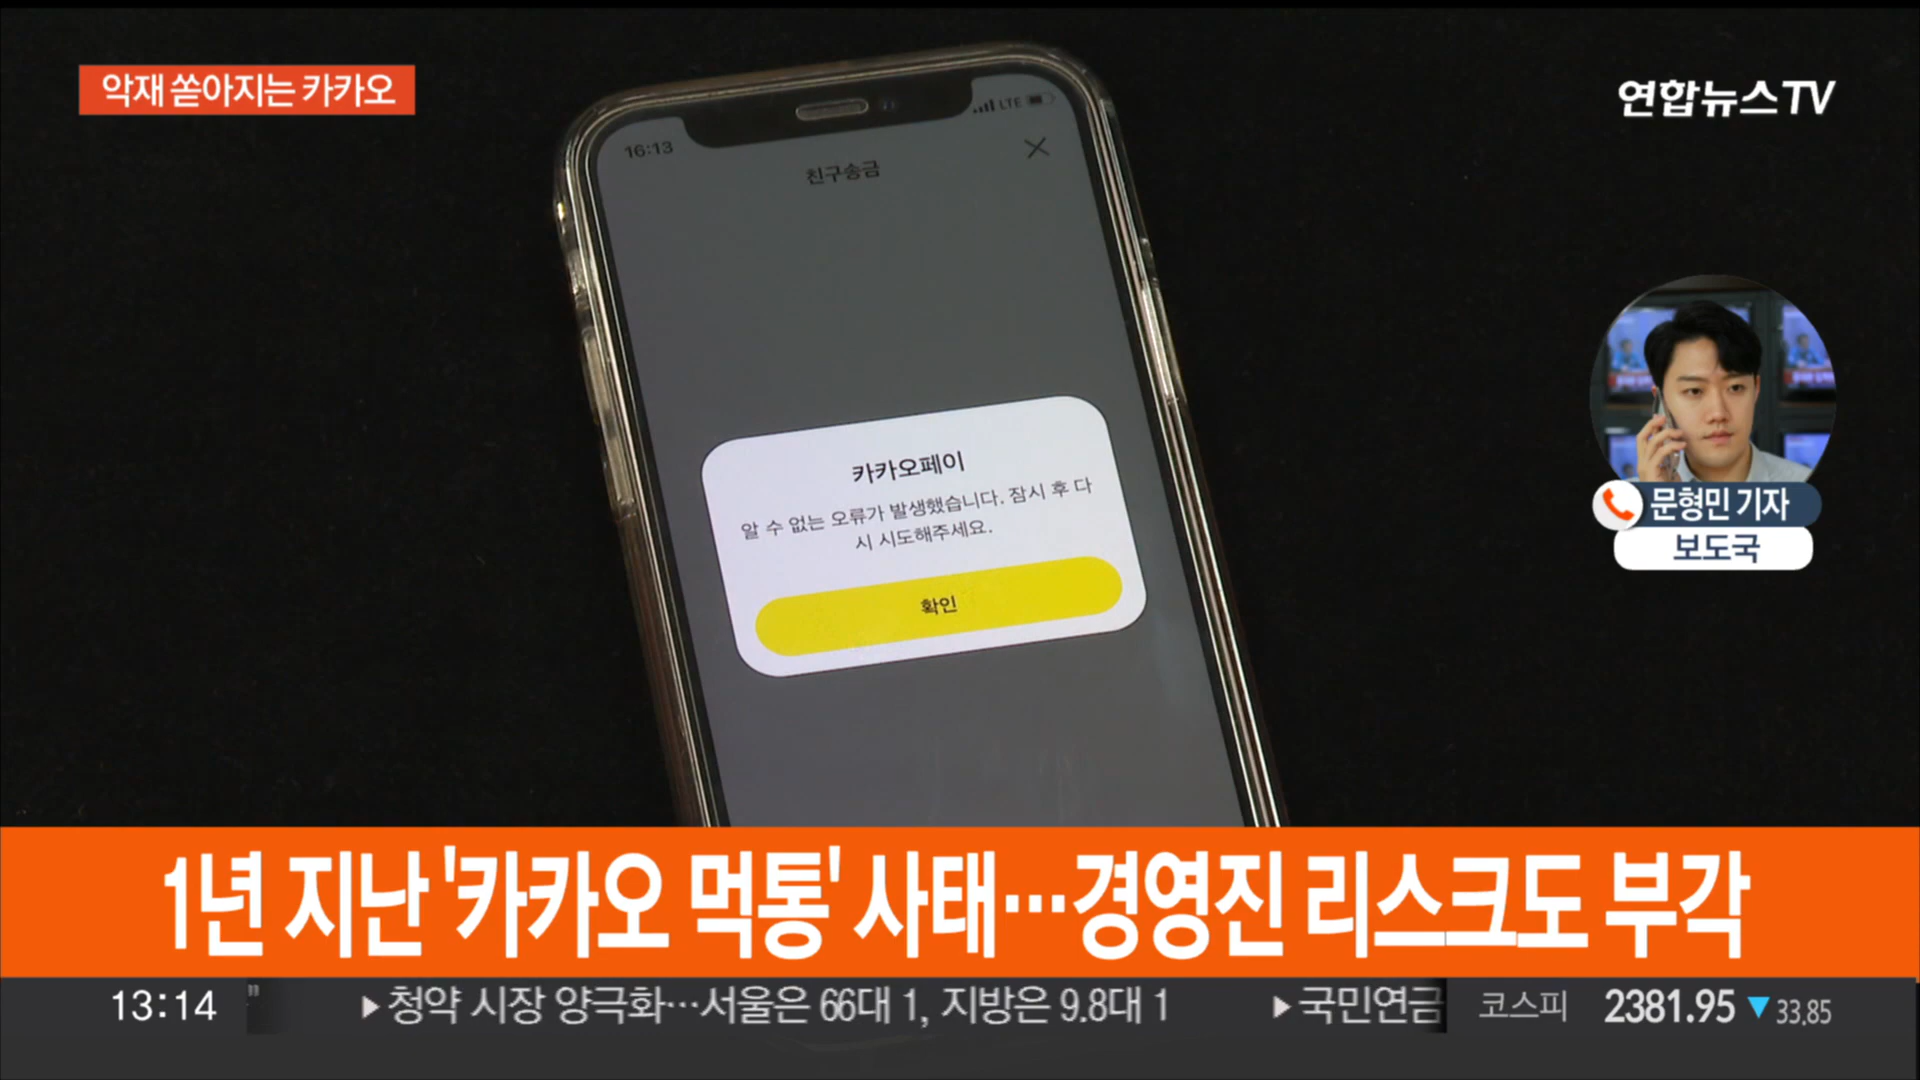 악재 쏟아지는 카카오
연합뉴스TV
16:13
LTE
친구송금
카카오페이
알 수 없는 오류가 발생했습니다. 잠시 후 다
시 시도해주세요.
확인
문형민 기자
보도국
1년 지난 '카카오 먹통' 사태…경영진 리스크도 부각
13:14 " ▶청약 시장 양극화…서울은 66대 1, 지방은 9.8대 1 ▶국민연금 코스피 2381.95 ▼33.85